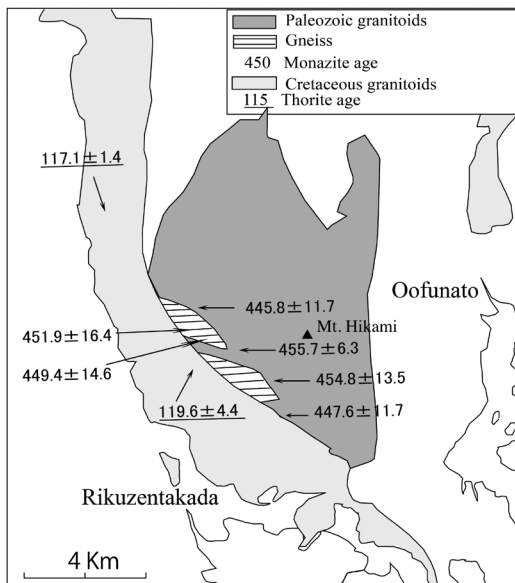 Paleozoic granitoids
Gneiss
450 Monazite age
Cretaceous granitoids
115 Thorite age
117.1±1.4
445.8±11.7
Oofunato
Mt. Hikami
451.9±16.4
455.7±6.3
449.4±14.6
454.8±13.5
119.6±4.4
447.6±11.7
Rikuzentakada
4 Km